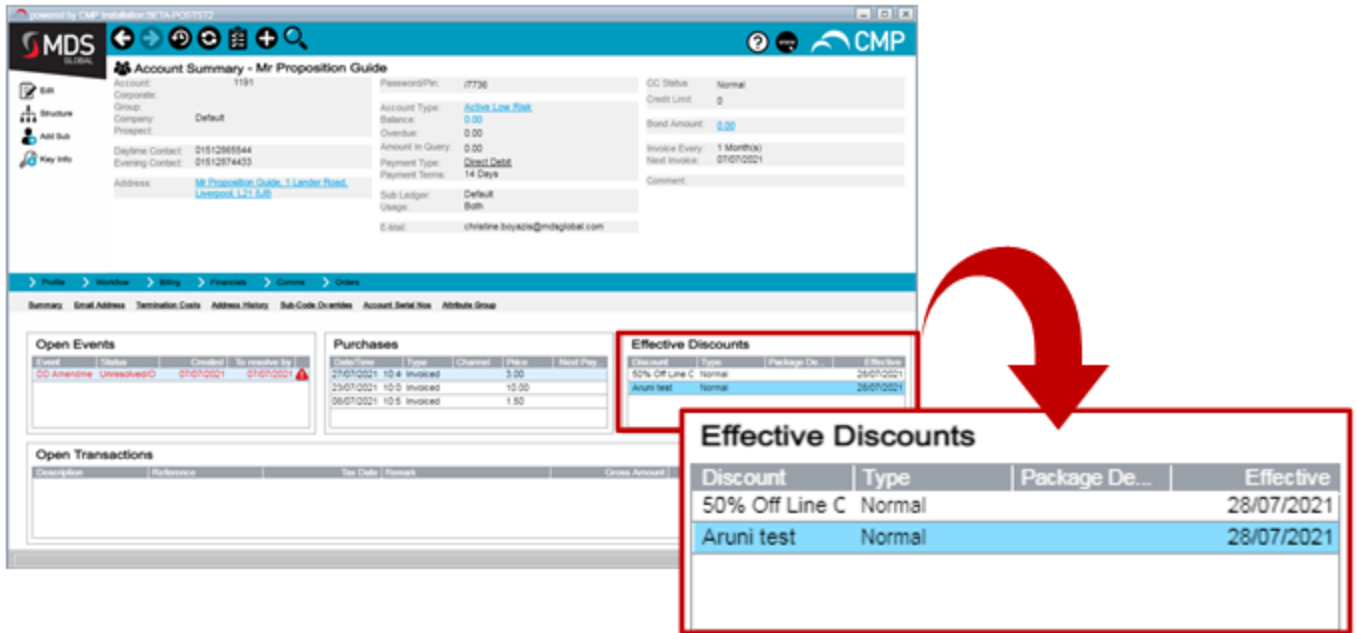 powered by CMP Installation:BETA-POSTST2
MDS
GLOBAL
CMP
Account Summary - Mr Proposition Guide
Edit
Structure
Add Sub
Key Info
Account: 1191
Corporate:
Group:
Company: Default
Prospect:
Daytime Contact: 01512865544
Evening Contact: 01512874433
Address: Mr Proposition Guide, 1 Lander Road,
Liverpool, L21 6JB
Password/Pin: /7736
Account Type: Active Low Risk
Balance: 0.00
Overdue: 0.00
Amount In Query: 0.00
Payment Type: Direct Debit
Payment Terms: 14 Days
Sub Ledger: Default
Usage: Both
E-Mail: christine.boyazis@mdsglobal.com
CC Status Normal
Credit Limit: 0
Bond Amount: 0.00
Invoice Every: 1 Month(s)
Next Invoice: 07/07/2021
Comment:
Profile Workflow Billing Financials Comms Orders
Summary Email Address Termination Costs Address History Sub-Code Overrides Account Serial Nos Attribute Group
Open Events
Event Status Created To resolve by
DD Amendme Unresolved/O 07/07/2021 07/07/2021
Purchases
Date/Time Type Channel Price Next Pay
27/07/2021 10:4 Invoiced 3.00
23/07/2021 10:0 Invoiced 10.00
08/07/2021 10:5 Invoiced 1.50
Effective Discounts
Discount Type Package De... Effective
50% Off Line C Normal 28/07/2021
Aruni test Normal 28/07/2021
Open Transactions
Description Reference Tax Date Remark Gross Amount
Effective Discounts
Discount Type Package De... Effective
50% Off Line C Normal 28/07/2021
Aruni test Normal 28/07/2021